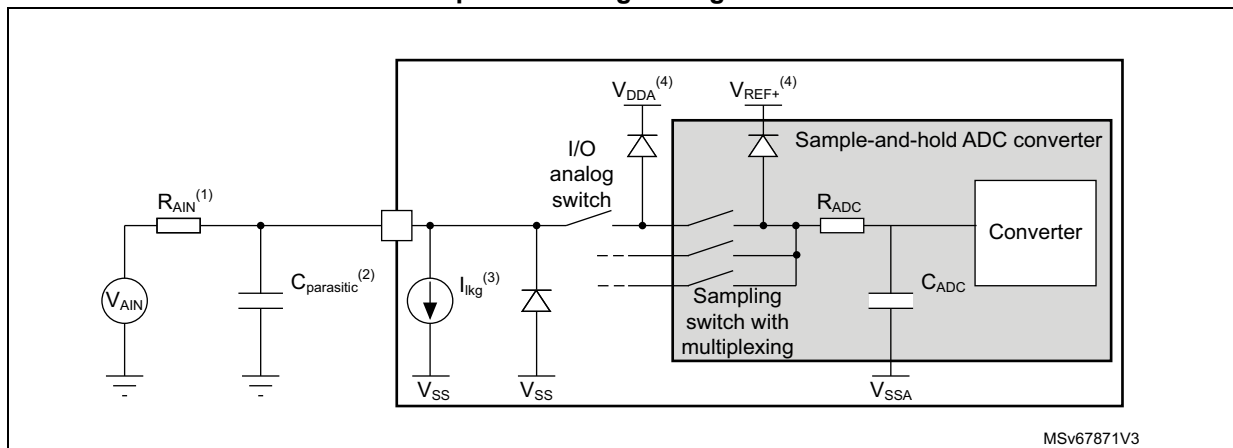 V_DDA^(4)
V_REF+^(4)
Sample-and-hold ADC converter
I/O
analog
switch
R_AIN^(1)
R_ADC
Converter
V_AIN
C_parasitic^(2)
I_lkg^(3)
C_ADC
Sampling
switch with
multiplexing
V_SS
V_SS
V_SSA
MSv67871V3